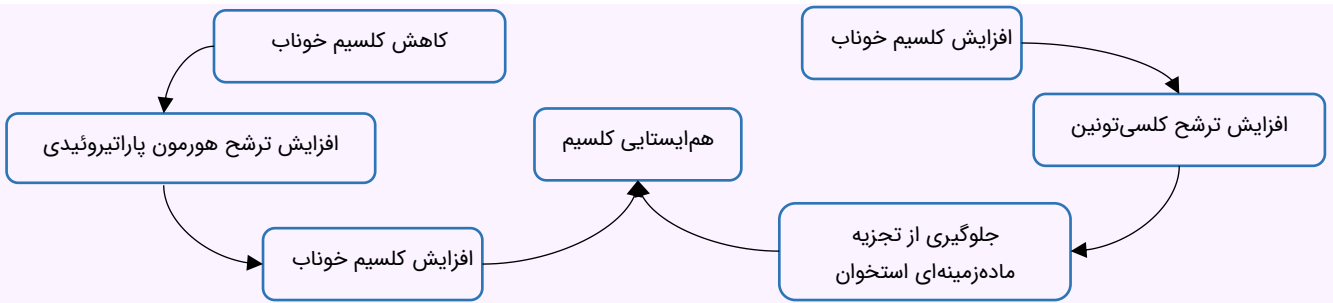 افزایش کلسیم خوناب
افزایش ترشح کلسی‌تونین
جلوگیری از تجزیه
ماده‌زمینه‌ای استخوان
هم‌ایستایی کلسیم
کاهش کلسیم خوناب
افزایش ترشح هورمون پاراتیروئیدی
افزایش کلسیم خوناب